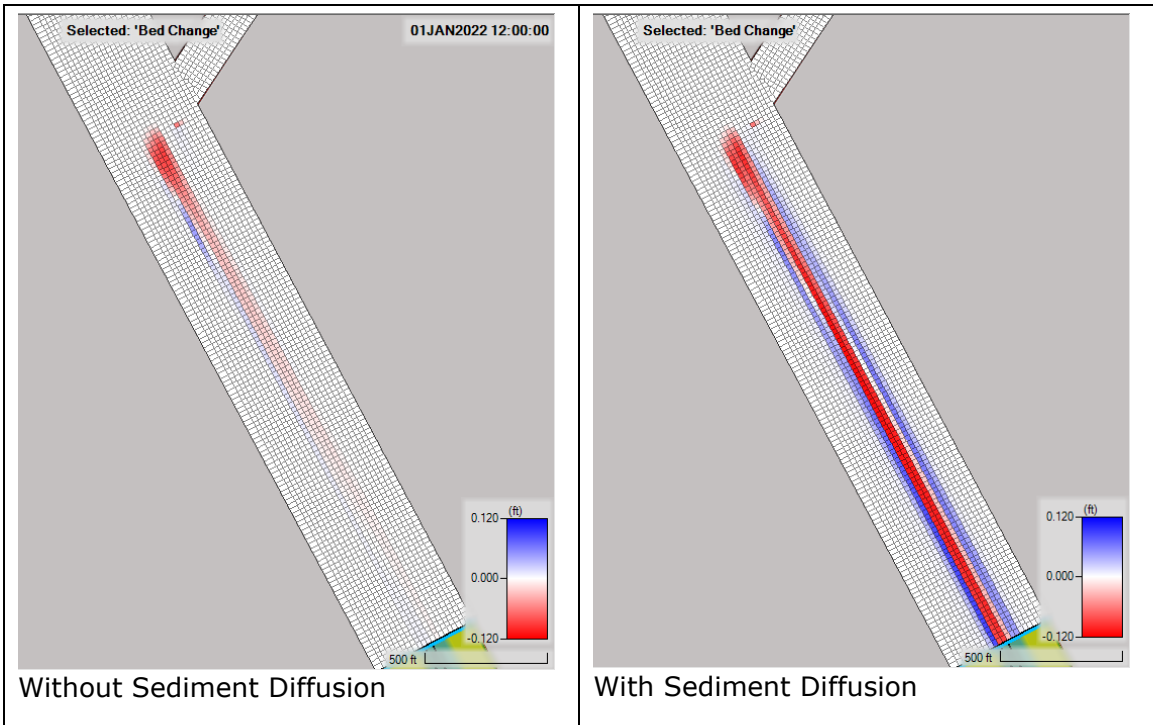 Selected: 'Bed Change' 01JAN2022 12:00:00
(ft)
0.120
0.000
-0.120
500 ft
Without Sediment Diffusion
Selected: 'Bed Change'
(ft)
0.120
0.000
-0.120
500 ft
With Sediment Diffusion